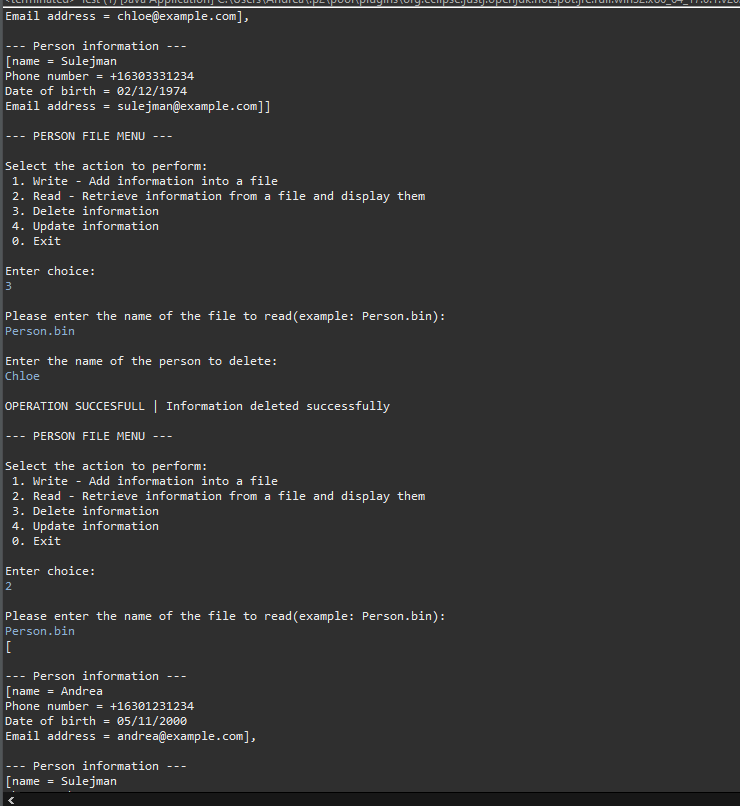 Email address = chloe@example.com],
--- Person information ---
[name = Sulejman
Phone number = +16303331234
Date of birth = 02/12/1974
Email address = sulejman@example.com]]
--- PERSON FILE MENU ---
Select the action to perform:
1. Write - Add information into a file
2. Read - Retrieve information from a file and display them
3. Delete information
4. Update information
0. Exit
Enter choice:
3
Please enter the name of the file to read(example: Person.bin):
Person.bin
Enter the name of the person to delete:
Chloe
OPERATION SUCCESFULL | Information deleted successfully
--- PERSON FILE MENU ---
Select the action to perform:
1. Write - Add information into a file
2. Read - Retrieve information from a file and display them
3. Delete information
4. Update information
0. Exit
Enter choice:
2
Please enter the name of the file to read(example: Person.bin):
Person.bin
[
--- Person information ---
[name = Andrea
Phone number = +16301231234
Date of birth = 05/11/2000
Email address = andrea@example.com],
--- Person information ---
[name = Sulejman